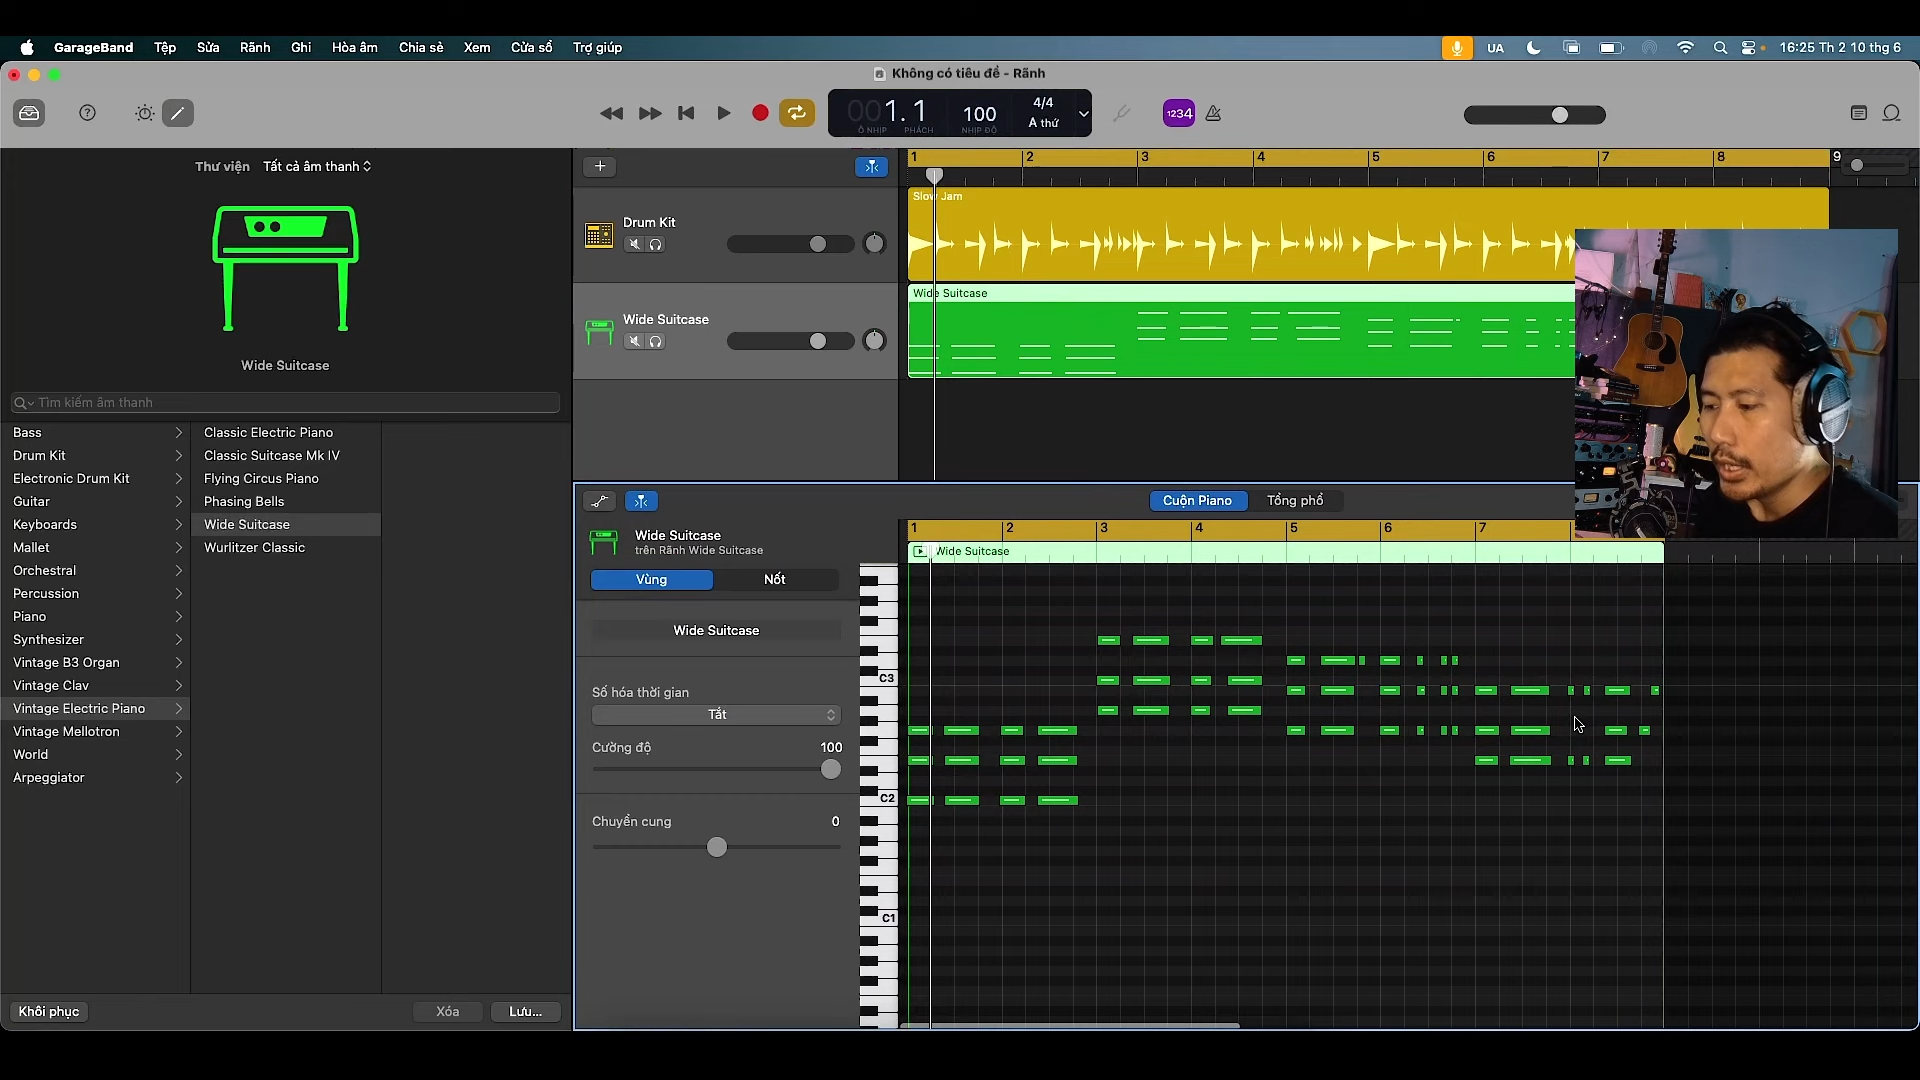 GarageBand Tệp Sửa Rãnh Ghi Hòa âm Chia sẻ Xem Cửa sổ Trợ giúp UA 16:25 Th 2 10 thg 6
Không có tiêu đề - Rãnh
001.1 100 4/4
A thứ
Ô NHỊP PHÁCH NHỊP ĐỘ
1234
Thư viện Tất cả âm thanh
1 2 3 4 5 6 7 8 9
Slow Jam
Drum Kit
Wide Suitcase
Wide Suitcase
Wide Suitcase
Tìm kiếm âm thanh
Bass
Drum Kit
Electronic Drum Kit
Guitar
Keyboards
Mallet
Orchestral
Percussion
Piano
Synthesizer
Vintage B3 Organ
Vintage Clav
Vintage Electric Piano
Vintage Mellotron
World
Arpeggiator
Classic Electric Piano
Classic Suitcase Mk IV
Flying Circus Piano
Phasing Bells
Wide Suitcase
Wurlitzer Classic
Cuộn Piano Tổng phổ
1 2 3 4 5 6 7
Wide Suitcase
trên Rãnh Wide Suitcase
Wide Suitcase
Vùng Nốt
Wide Suitcase
Số hóa thời gian
Tắt
Cường độ 100
Chuyển cung 0
C3
C2
C1
Khôi phục Xóa Lưu...